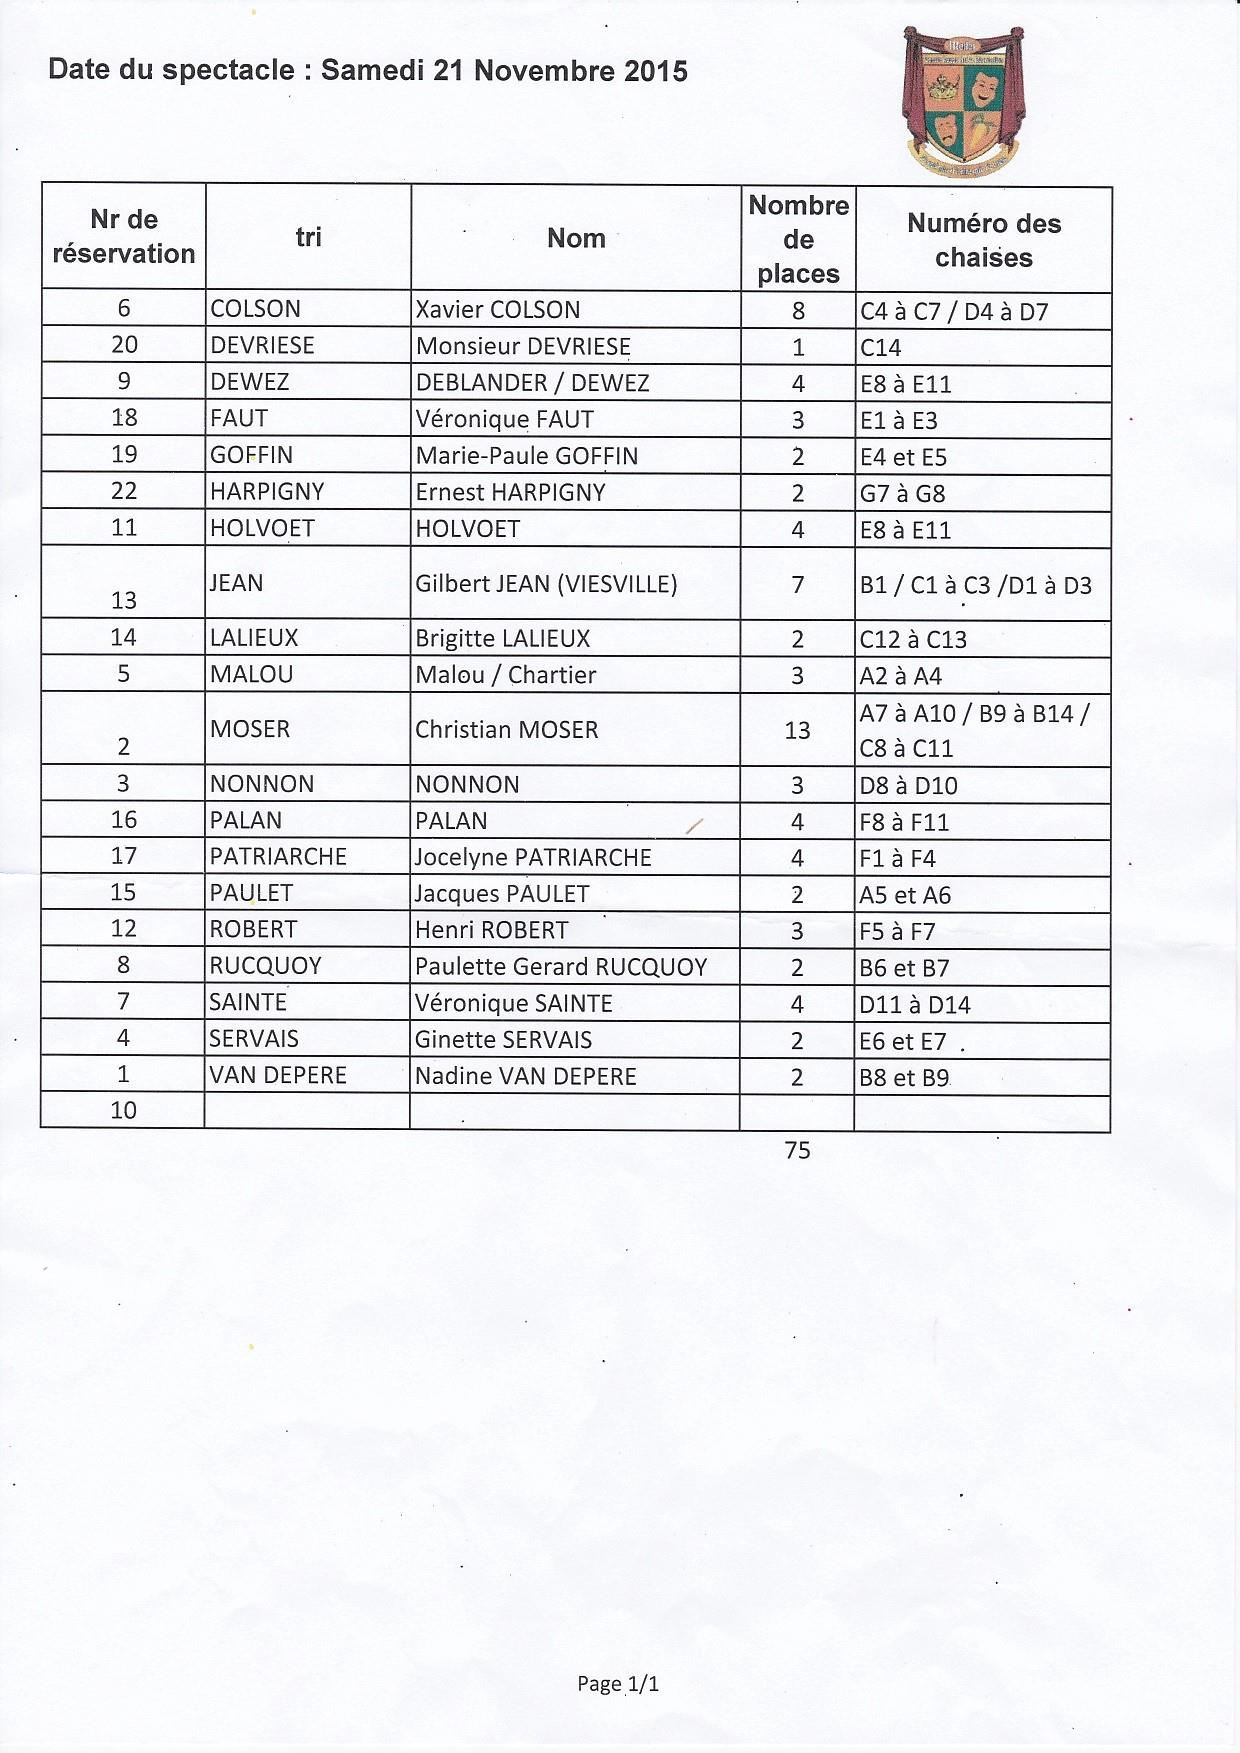 Date du spectacle : Samedi 21 Novembre 2015
Nr de réservation tri Nom Nombre de places Numéro des chaises
6 COLSON Xavier COLSON 8 C4 à C7 / D4 à D7
20 DEVRIESE Monsieur DEVRIESE 1 C14
9 DEWEZ DEBLANDER / DEWEZ 4 E8 à E11
18 FAUT Véronique FAUT 3 E1 à E3
19 GOFFIN Marie-Paule GOFFIN 2 E4 et E5
22 HARPIGNY Ernest HARPIGNY 2 G7 à G8
11 HOLVOET HOLVOET 4 E8 à E11
13 JEAN Gilbert JEAN (VIESVILLE) 7 B1 / C1 à C3 /D1 à D3
14 LALIEUX Brigitte LALIEUX 2 C12 à C13
5 MALOU Malou / Chartier 3 A2 à A4
2 MOSER Christian MOSER 13 A7 à A10 / B9 à B14 /
C8 à C11
3 NONNON NONNON 3 D8 à D10
16 PALAN PALAN 4 F8 à F11
17 PATRIARCHE Jocelyne PATRIARCHE 4 F1 à F4
15 PAULET Jacques PAULET 2 A5 et A6
12 ROBERT Henri ROBERT 3 F5 à F7
8 RUCQUOY Paulette Gerard RUCQUOY 2 B6 et B7
7 SAINTE Véronique SAINTE 4 D11 à D14
4 SERVAIS Ginette SERVAIS 2 E6 et E7
1 VAN DEPERE Nadine VAN DEPERE 2 B8 et B9
10
75
Page 1/1